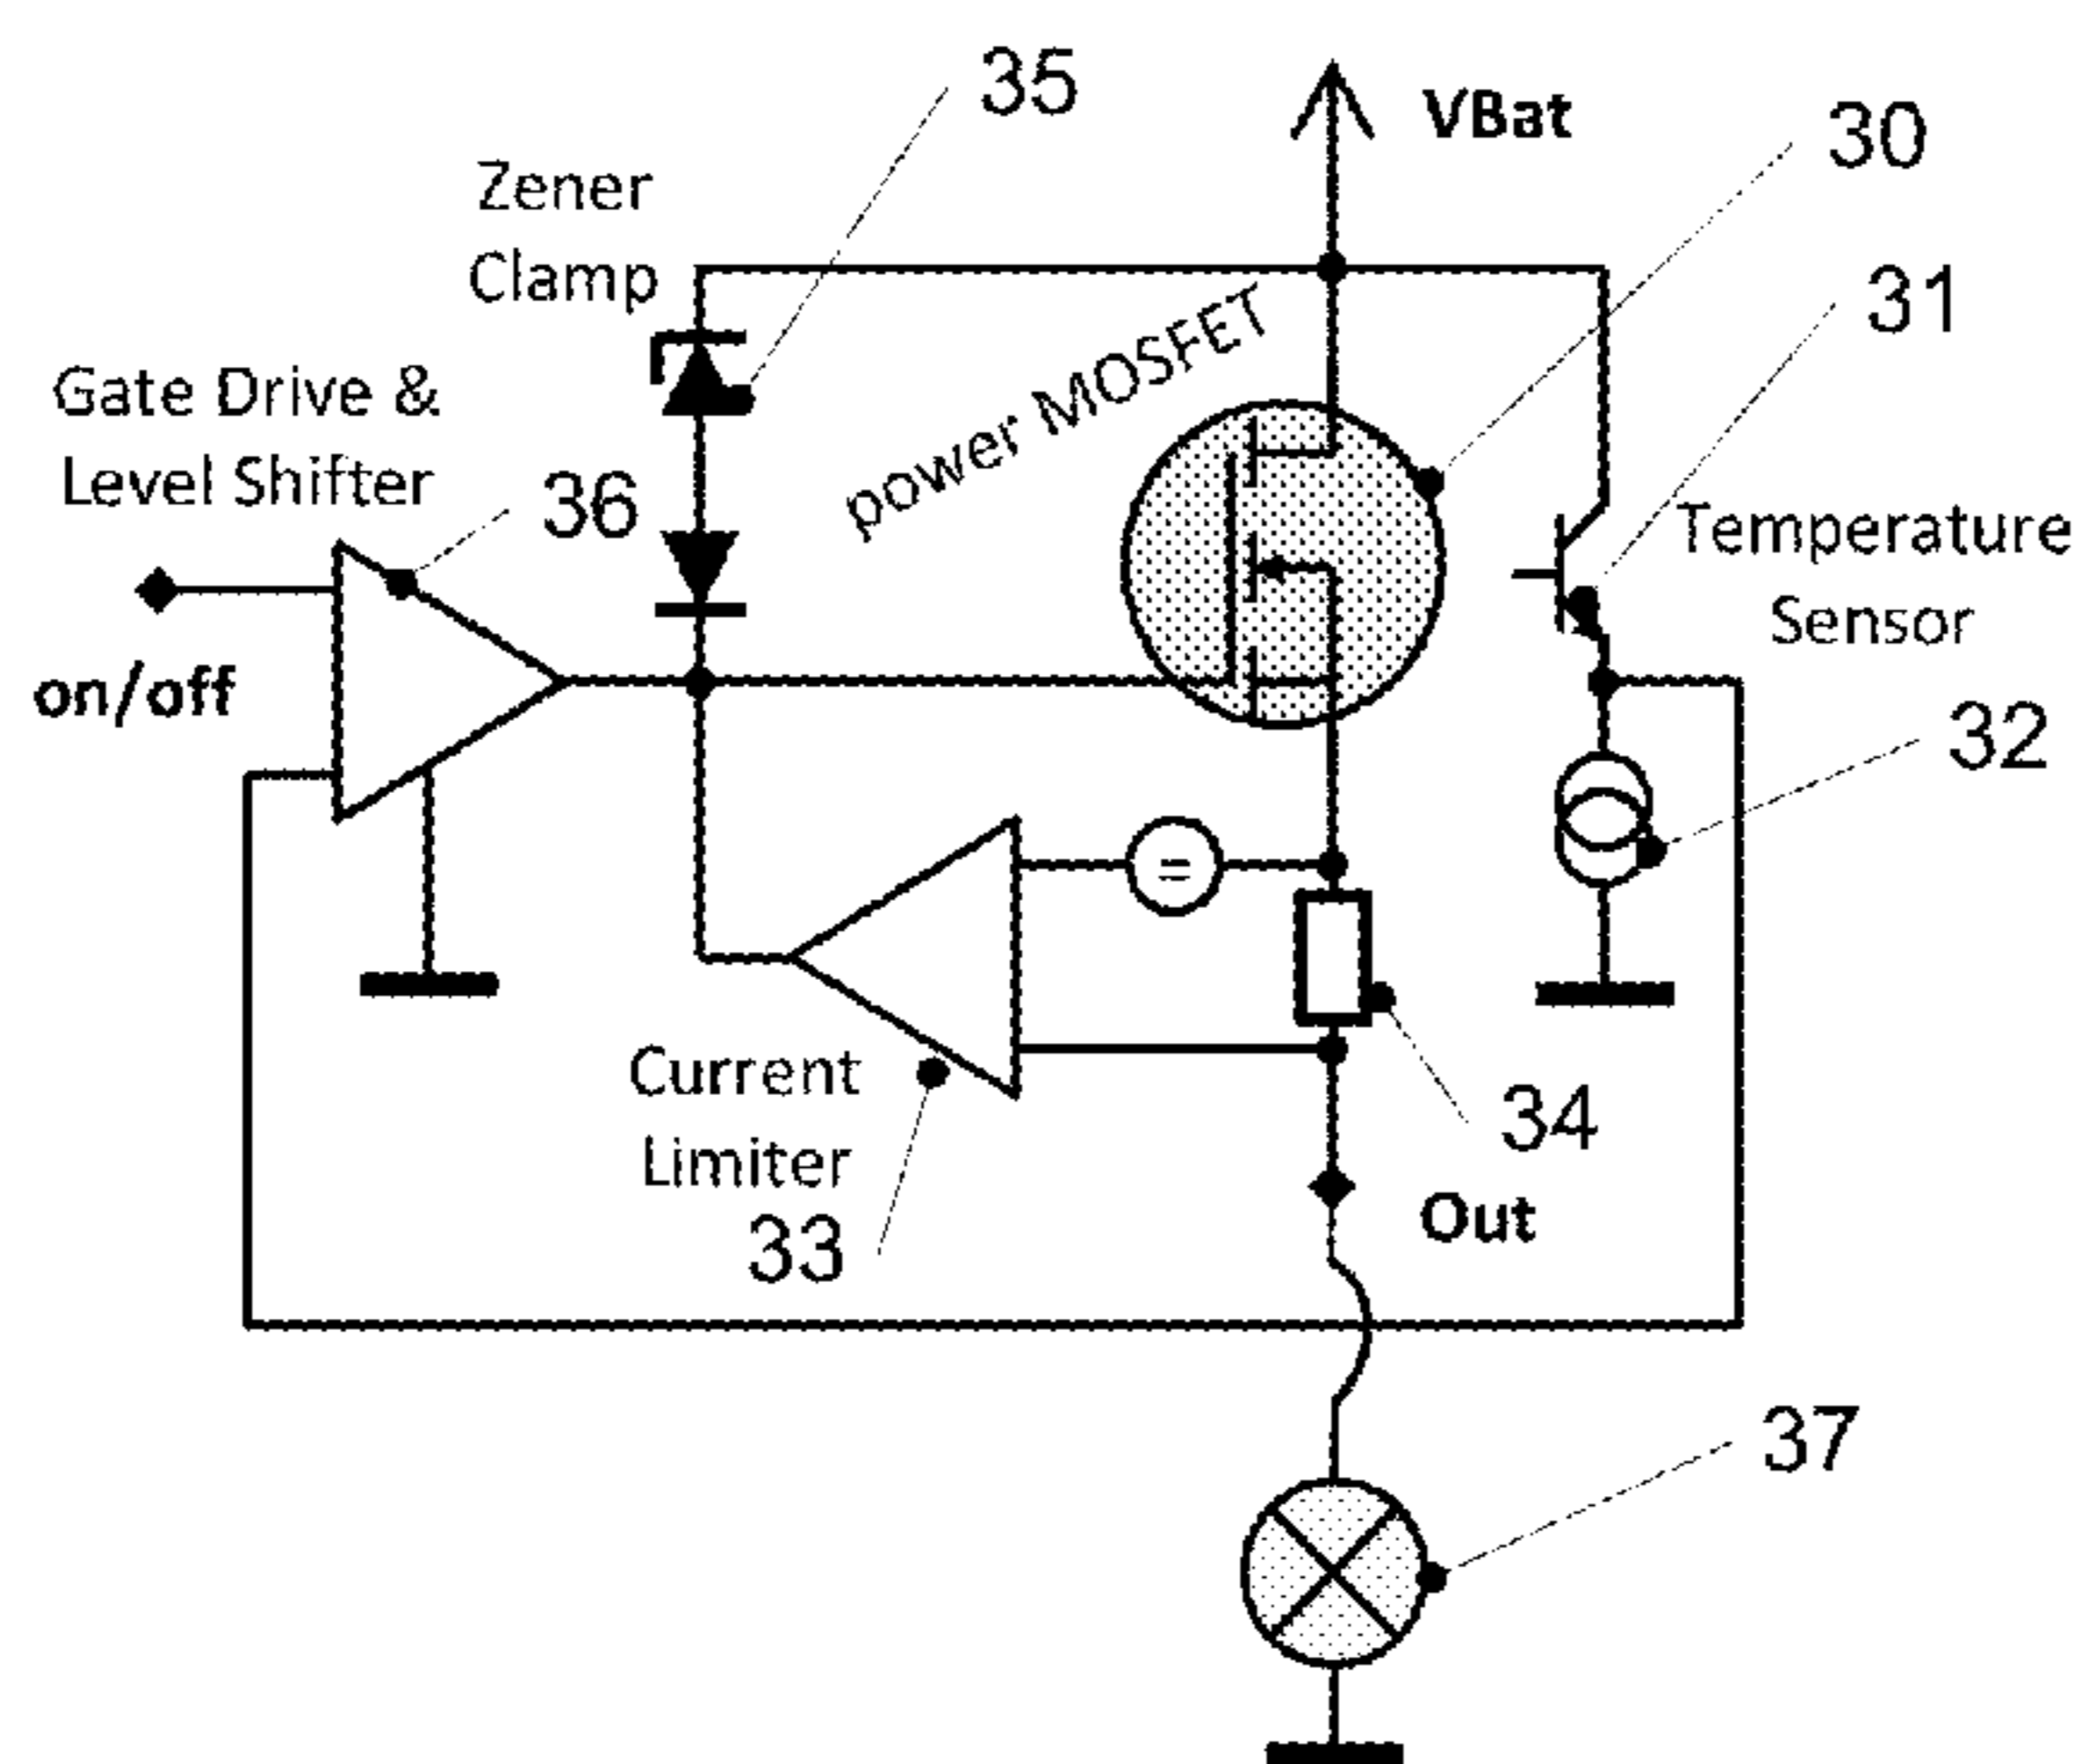 35
VBat
30
Zener
Clamp
31
power MOSFET
Gate Drive &
Level Shifter
36
Temperature
Sensor
on/off
32
=
Current
Limiter
33
34
Out
37